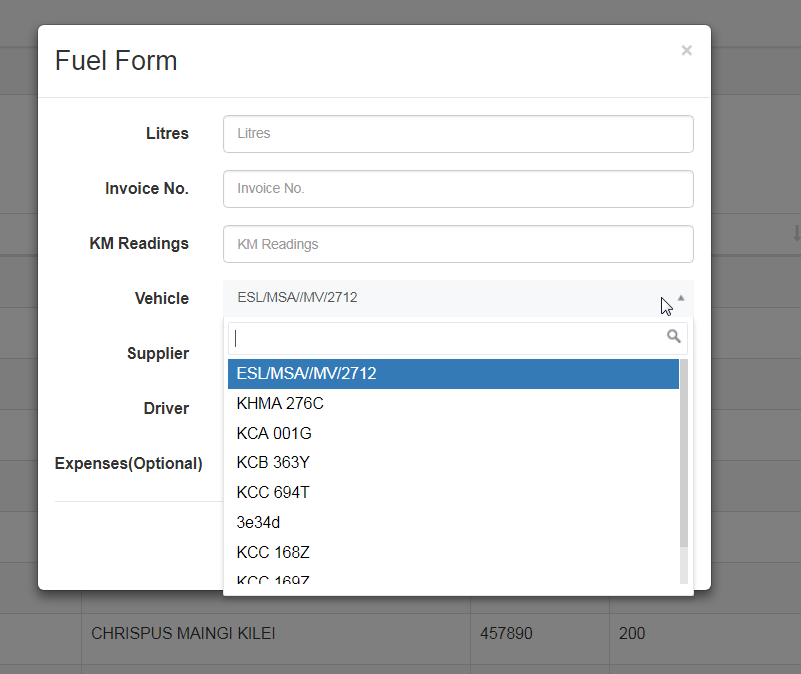 Fuel Form ×
Litres Litres
Invoice No. Invoice No.
KM Readings KM Readings
Vehicle ESL/MSA//MV/2712
Supplier
Driver
Expenses(Optional)
ESL/MSA//MV/2712
KHMA 276C
KCA 001G
KCB 363Y
KCC 694T
3e34d
KCC 168Z
KCC 169Z
CHRISPUS MAINGI KILEI 457890 200